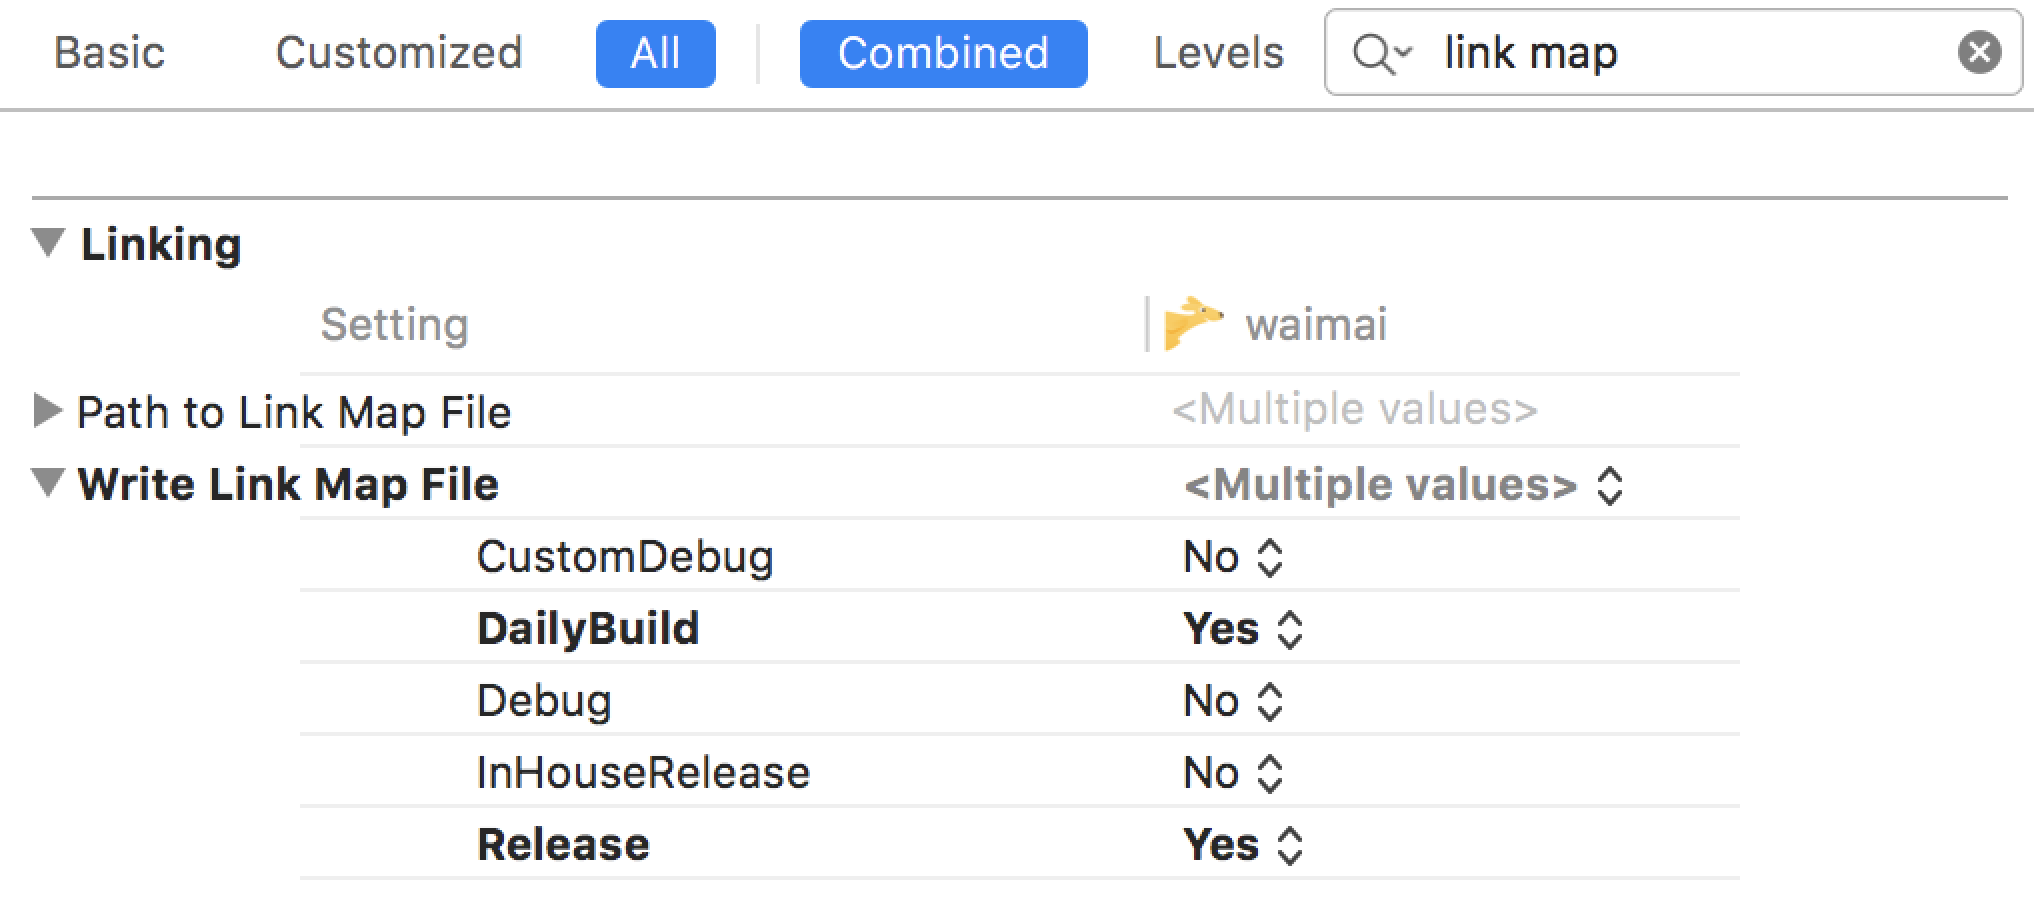 Basic Customized All Combined Levels link map
Linking
Setting waimai
Path to Link Map File <Multiple values>
Write Link Map File <Multiple values>
CustomDebug No
DailyBuild Yes
Debug No
InHouseRelease No
Release Yes